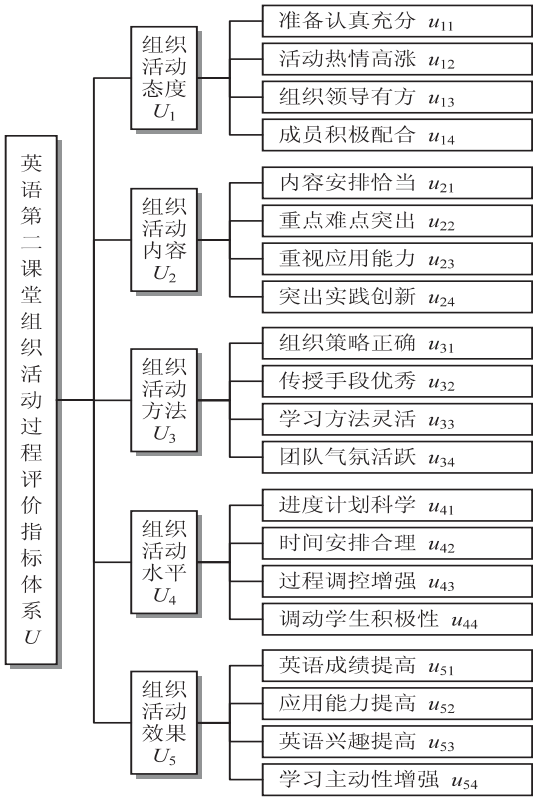 英语第二课堂组织活动过程评价指标体系 U
组织
活动
态度
U1
准备认真充分 u11
活动热情高涨 u12
组织领导有方 u13
成员积极配合 u14
组织
活动
内容
U2
内容安排恰当 u21
重点难点突出 u22
重视应用能力 u23
突出实践创新 u24
组织
活动
方法
U3
组织策略正确 u31
传授手段优秀 u32
学习方法灵活 u33
团队气氛活跃 u34
组织
活动
水平
U4
进度计划科学 u41
时间安排合理 u42
过程调控增强 u43
调动学生积极性 u44
组织
活动
效果
U5
英语成绩提高 u51
应用能力提高 u52
英语兴趣提高 u53
学习主动性增强 u54